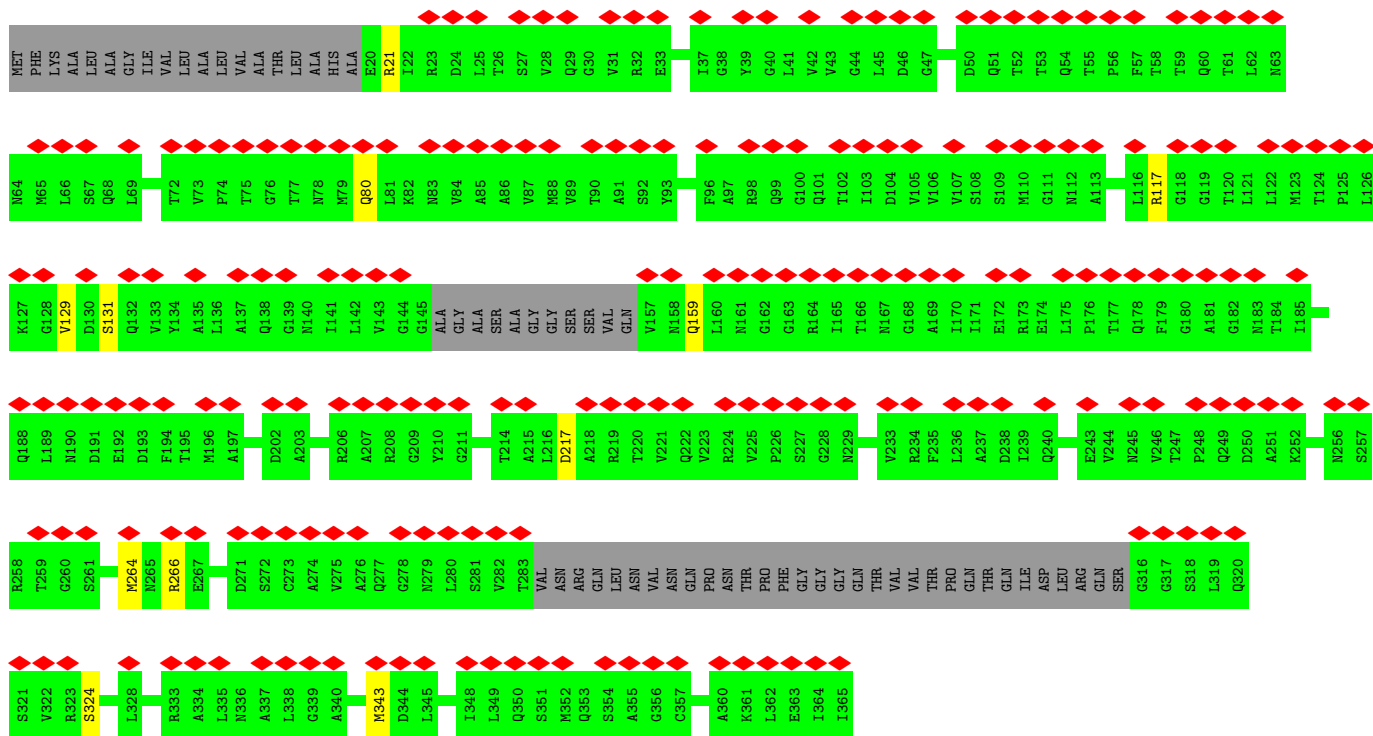 MET PHE LYS ALA LEU ALA GLY ILE VAL LEU ALA LEU VAL ALA THR LEU ALA HIS ALA E20 R21 I22 R23 D24 L25 T26 S27 V28 Q29 G30 V31 R32 E33 I37 G38 Y39 G40 L41 V42 V43 G44 L45 D46 G47 D50 Q51 T52 T53 Q54 T55 P56 F57 T58 T59 Q60 T61 L62 N63
N64 M65 L66 S67 Q68 L69 T72 V73 P74 T75 G76 T77 N78 M79 Q80 L81 K82 N83 V84 A85 A86 V87 M88 V89 T90 A91 S92 Y93 F96 A97 R98 Q99 G100 Q101 T102 I103 D104 V105 V106 V107 S108 S109 M110 G111 N112 A113 L116 R117 G118 G119 T120 L121 L122 M123 T124 P125 L126
K127 G128 V129 D130 S131 Q132 V133 Y134 A135 L136 A137 Q138 G139 N140 I141 L142 V143 G144 G145 ALA GLY ALA SER ALA GLY GLY SER SER VAL GLN V157 N158 Q159 L160 N161 G162 G163 R164 I165 T166 N167 G168 A169 I170 I171 E172 R173 E174 L175 P176 T177 Q178 F179 G180 A181 G182 N183 T184 I185
Q188 L189 N190 D191 E192 D193 F194 T195 M196 A197 D202 A203 R206 A207 R208 G209 Y210 G211 T214 A215 L216 D217 A218 R219 T220 V221 Q222 V223 R224 V225 P226 S227 G228 N229 V233 R234 F235 L236 A237 D238 I239 Q240 E243 V244 N245 V246 T247 P248 Q249 D250 A251 K252 N256 S257
R258 T259 G260 S261 M264 N265 R266 E267 D271 S272 C273 A274 V275 A276 Q277 G278 N279 L280 S281 V282 T283 VAL ASN ARG GLN LEU ASN VAL ASN GLN PRO ASN THR PRO PHE GLY GLY GLY GLN THR VAL VAL THR PRO GLN THR GLN ILE ASP LEU ARG GLN SER G316 G317 S318 L319 Q320
S321 V322 R323 S324 L328 R333 A334 L335 N336 A337 L338 G339 A340 M343 D344 L345 I348 L349 Q350 S351 M352 Q353 S354 A355 G356 C357 A360 K361 L362 E363 I364 I365